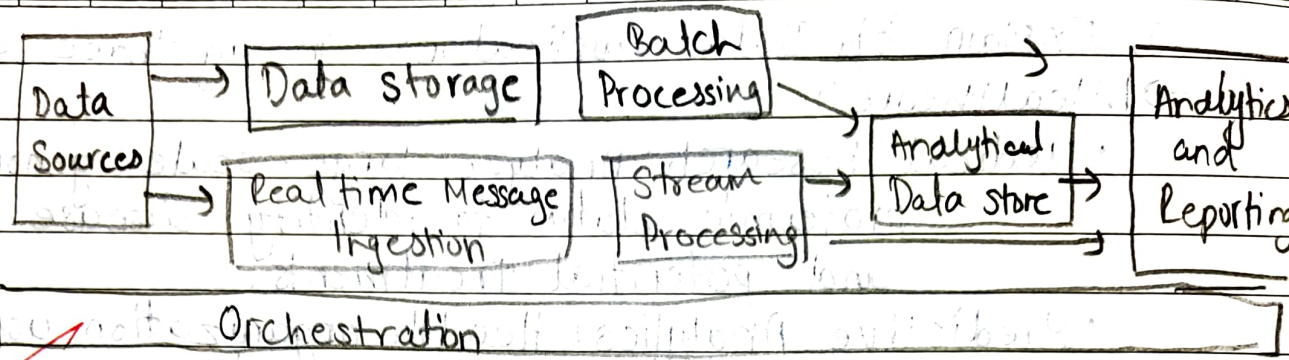 Data
Sources
Data Storage
Real time Message
Ingestion
Batch
Processing
Stream
Processing
Analytical
Data store
Analytics
and
Reporting
Orchestration